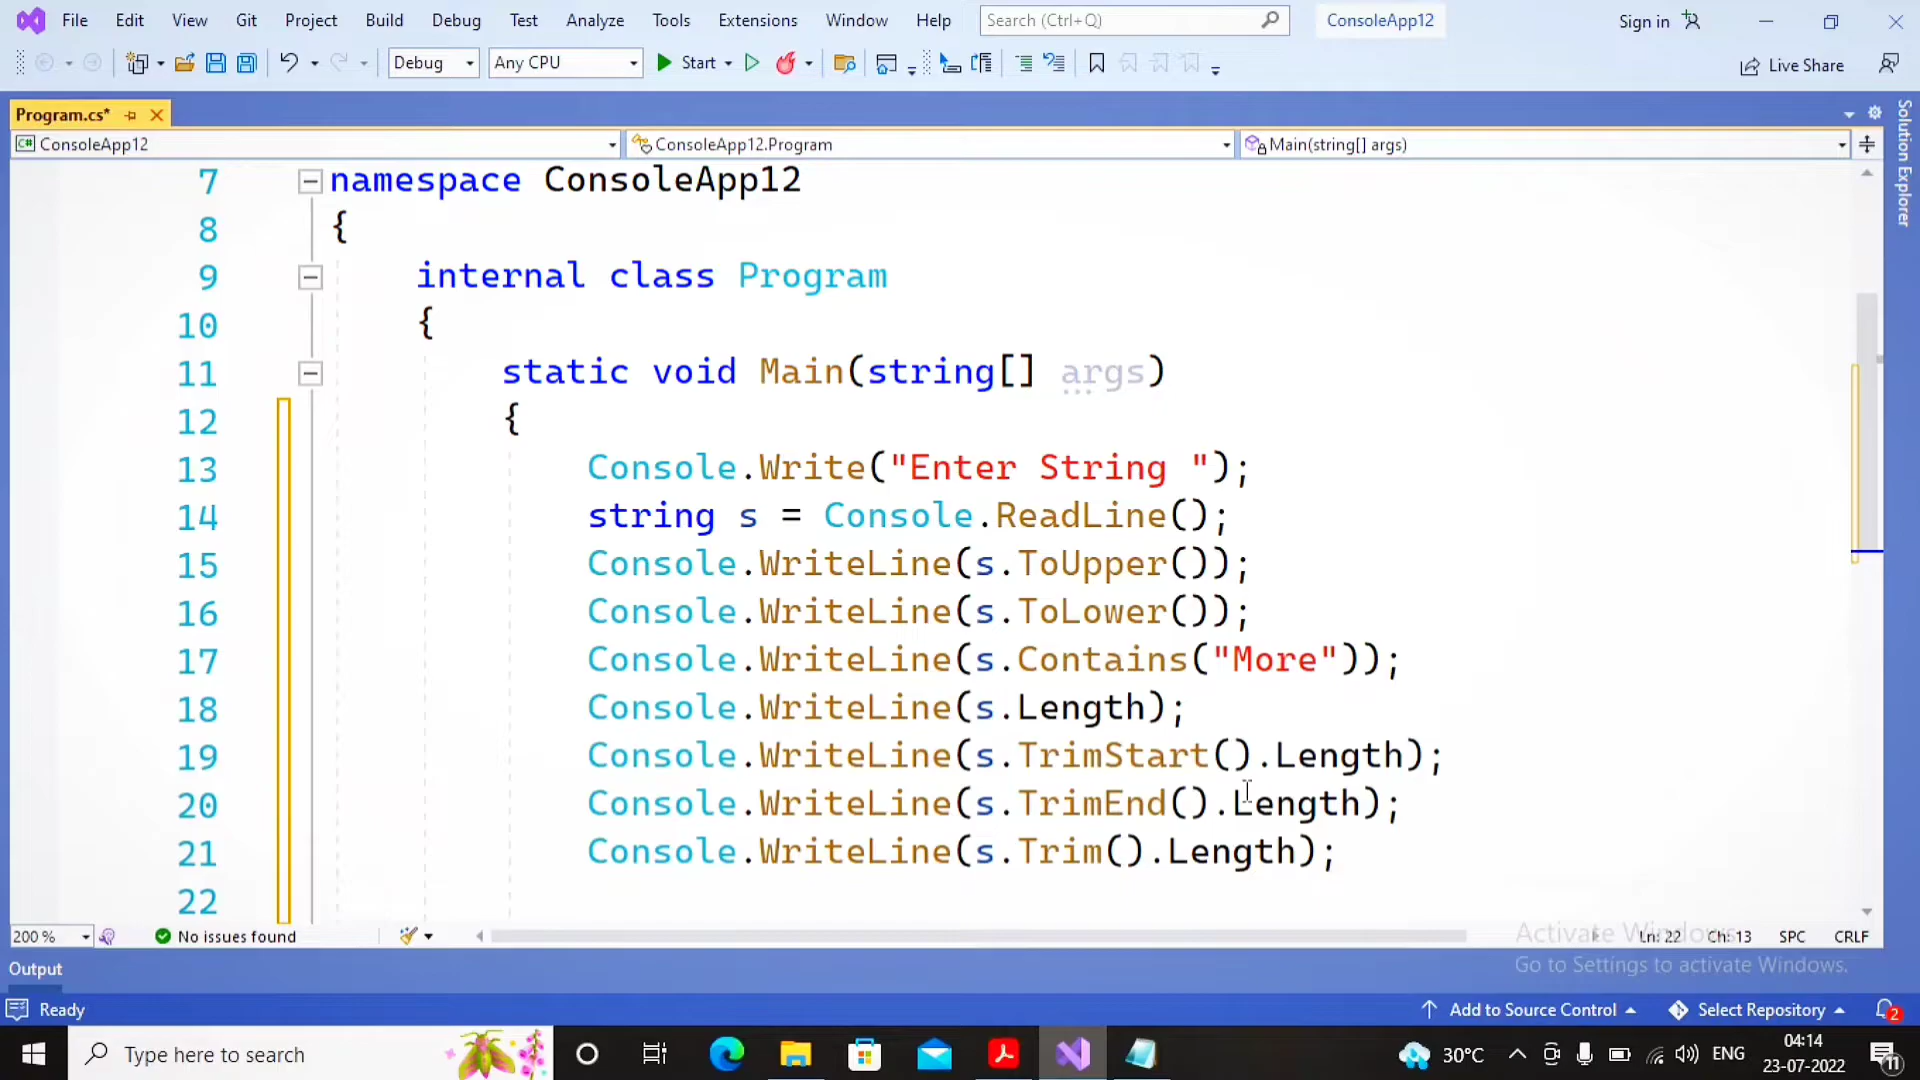 File Edit View Git Project Build Debug Test Analyze Tools Extensions Window Help Search (Ctrl+Q) ConsoleApp12 Sign in
Debug Any CPU Start Live Share
Program.cs*
ConsoleApp12 ConsoleApp12.Program Main(string[] args)
Solution Explorer
7 namespace ConsoleApp12
8 {
9 internal class Program
10 {
11 static void Main(string[] args)
12 {
13 Console.Write("Enter String ");
14 string s = Console.ReadLine();
15 Console.WriteLine(s.ToUpper());
16 Console.WriteLine(s.ToLower());
17 Console.WriteLine(s.Contains("More"));
18 Console.WriteLine(s.Length);
19 Console.WriteLine(s.TrimStart().Length);
20 Console.WriteLine(s.TrimEnd().Length);
21 Console.WriteLine(s.Trim().Length);
22
200 % No issues found Ln: 22 Ch: 13 SPC CRLF
Activate Windows
Go to Settings to activate Windows.
Output
Ready Add to Source Control Select Repository 2
Type here to search 30°C ENG 04:14
23-07-2022 11